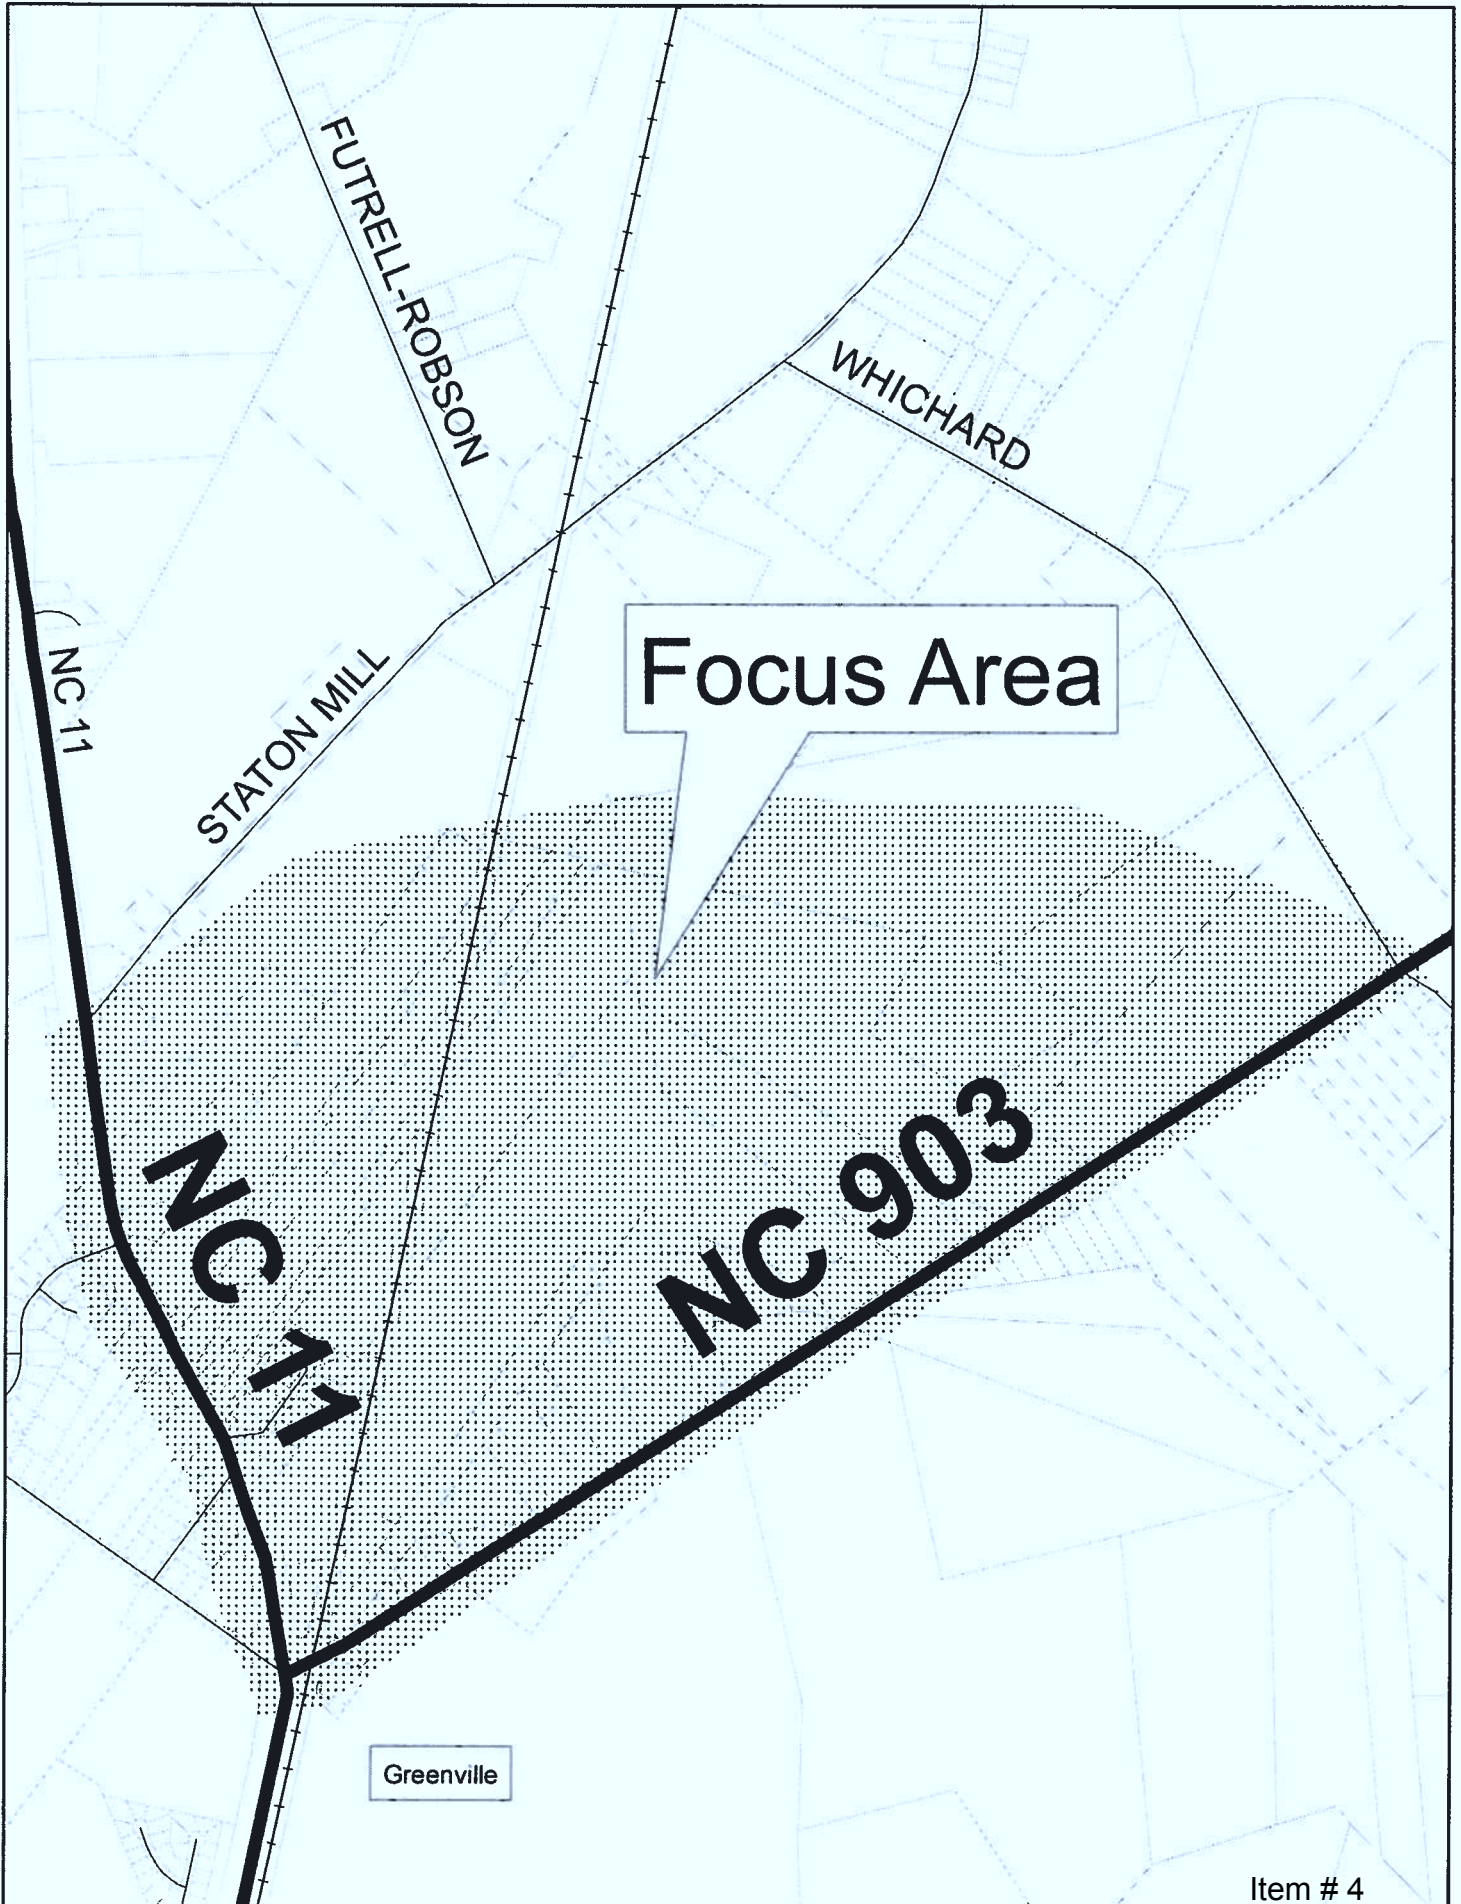 FUTRELL-ROBSON
WHICHARD
Focus Area
NC 11
STATON MILL
NC 903
NC 11
Greenville
Item # 4